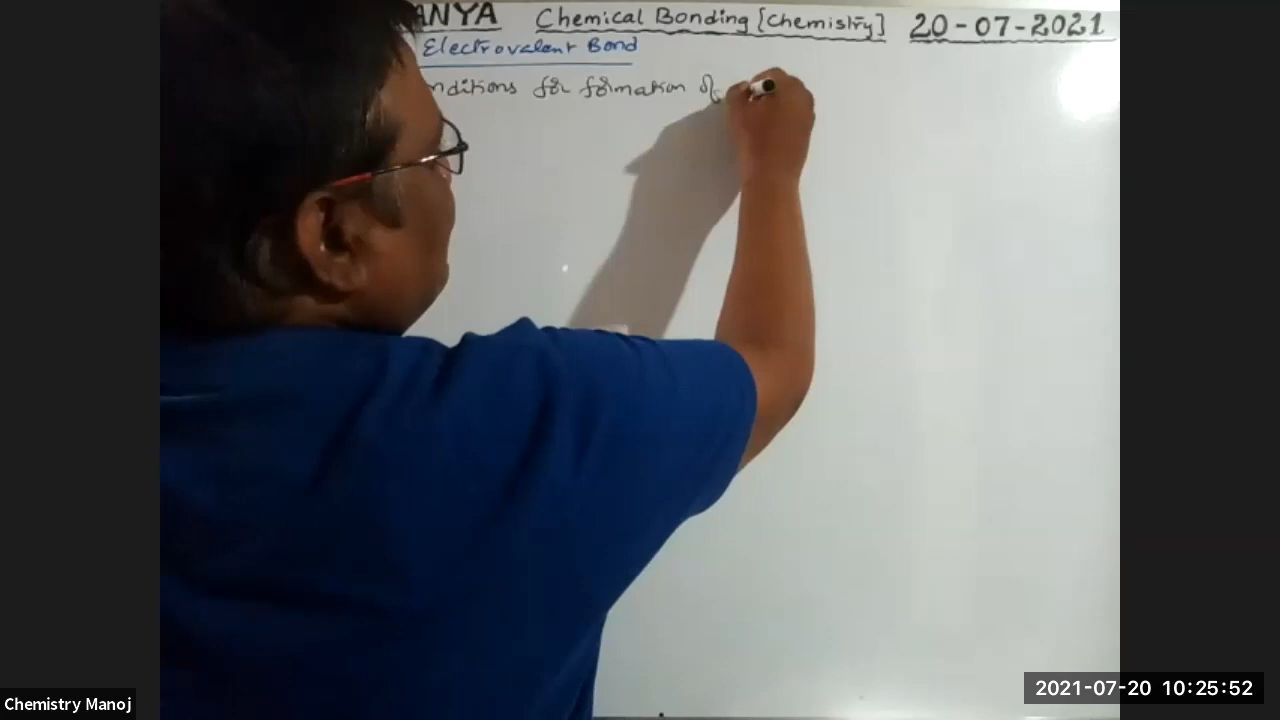 ANYA Chemical Bonding [Chemistry] 20-07-2021
Electrovalent Bond
nditions for formation of
Chemistry Manoj
2021-07-20 10:25:52